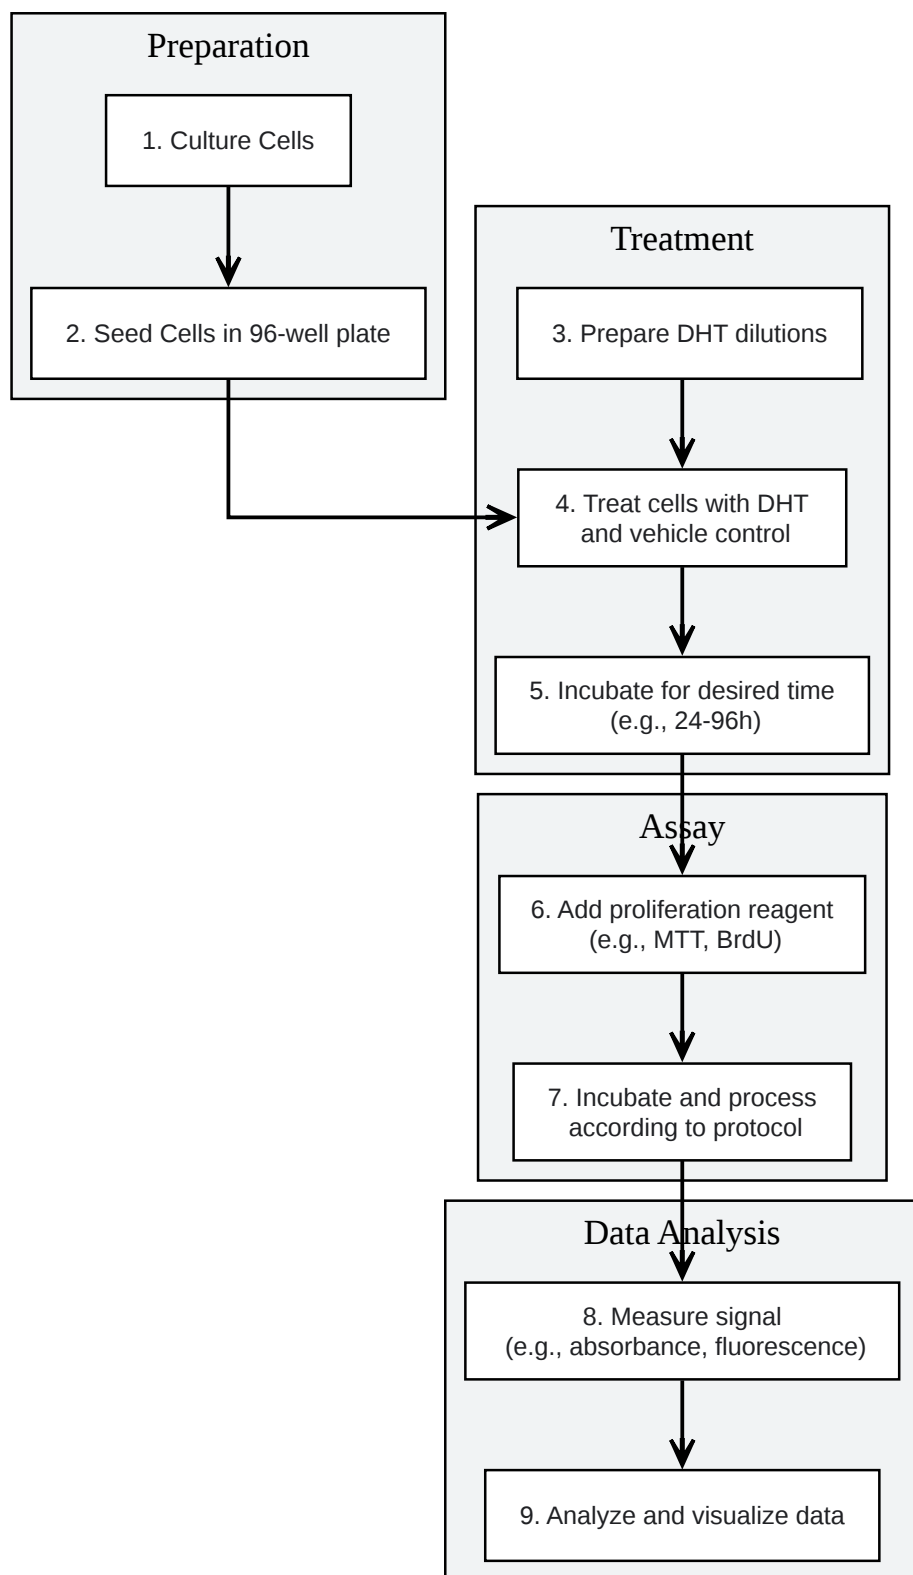 Preparation
1. Culture Cells
2. Seed Cells in 96-well plate
Treatment
3. Prepare DHT dilutions
4. Treat cells with DHT
and vehicle control
5. Incubate for desired time
(e.g., 24-96h)
Assay
6. Add proliferation reagent
(e.g., MTT, BrdU)
7. Incubate and process
according to protocol
Data Analysis
8. Measure signal
(e.g., absorbance, fluorescence)
9. Analyze and visualize data